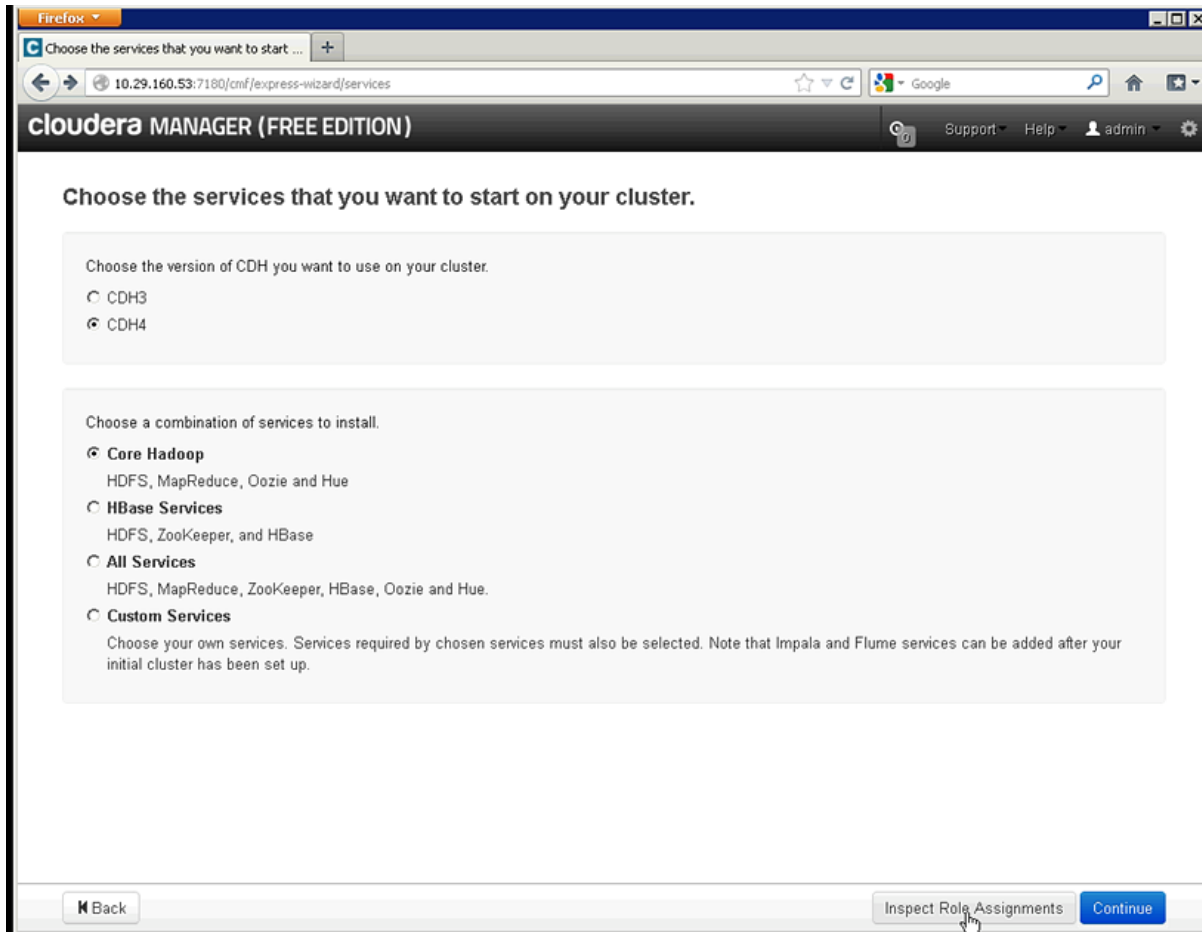 Firefox
Choose the services that you want to start ...
10.29.160.53:7180/cmf/express-wizard/services
Google
cloudera MANAGER (FREE EDITION)
0
Support
Help
admin
Choose the services that you want to start on your cluster.
Choose the version of CDH you want to use on your cluster.
CDH3
CDH4
Choose a combination of services to install.
Core Hadoop
HDFS, MapReduce, Oozie and Hue
HBase Services
HDFS, ZooKeeper, and HBase
All Services
HDFS, MapReduce, ZooKeeper, HBase, Oozie and Hue.
Custom Services
Choose your own services. Services required by chosen services must also be selected. Note that Impala and Flume services can be added after your
initial cluster has been set up.
Back
Inspect Role Assignments
Continue